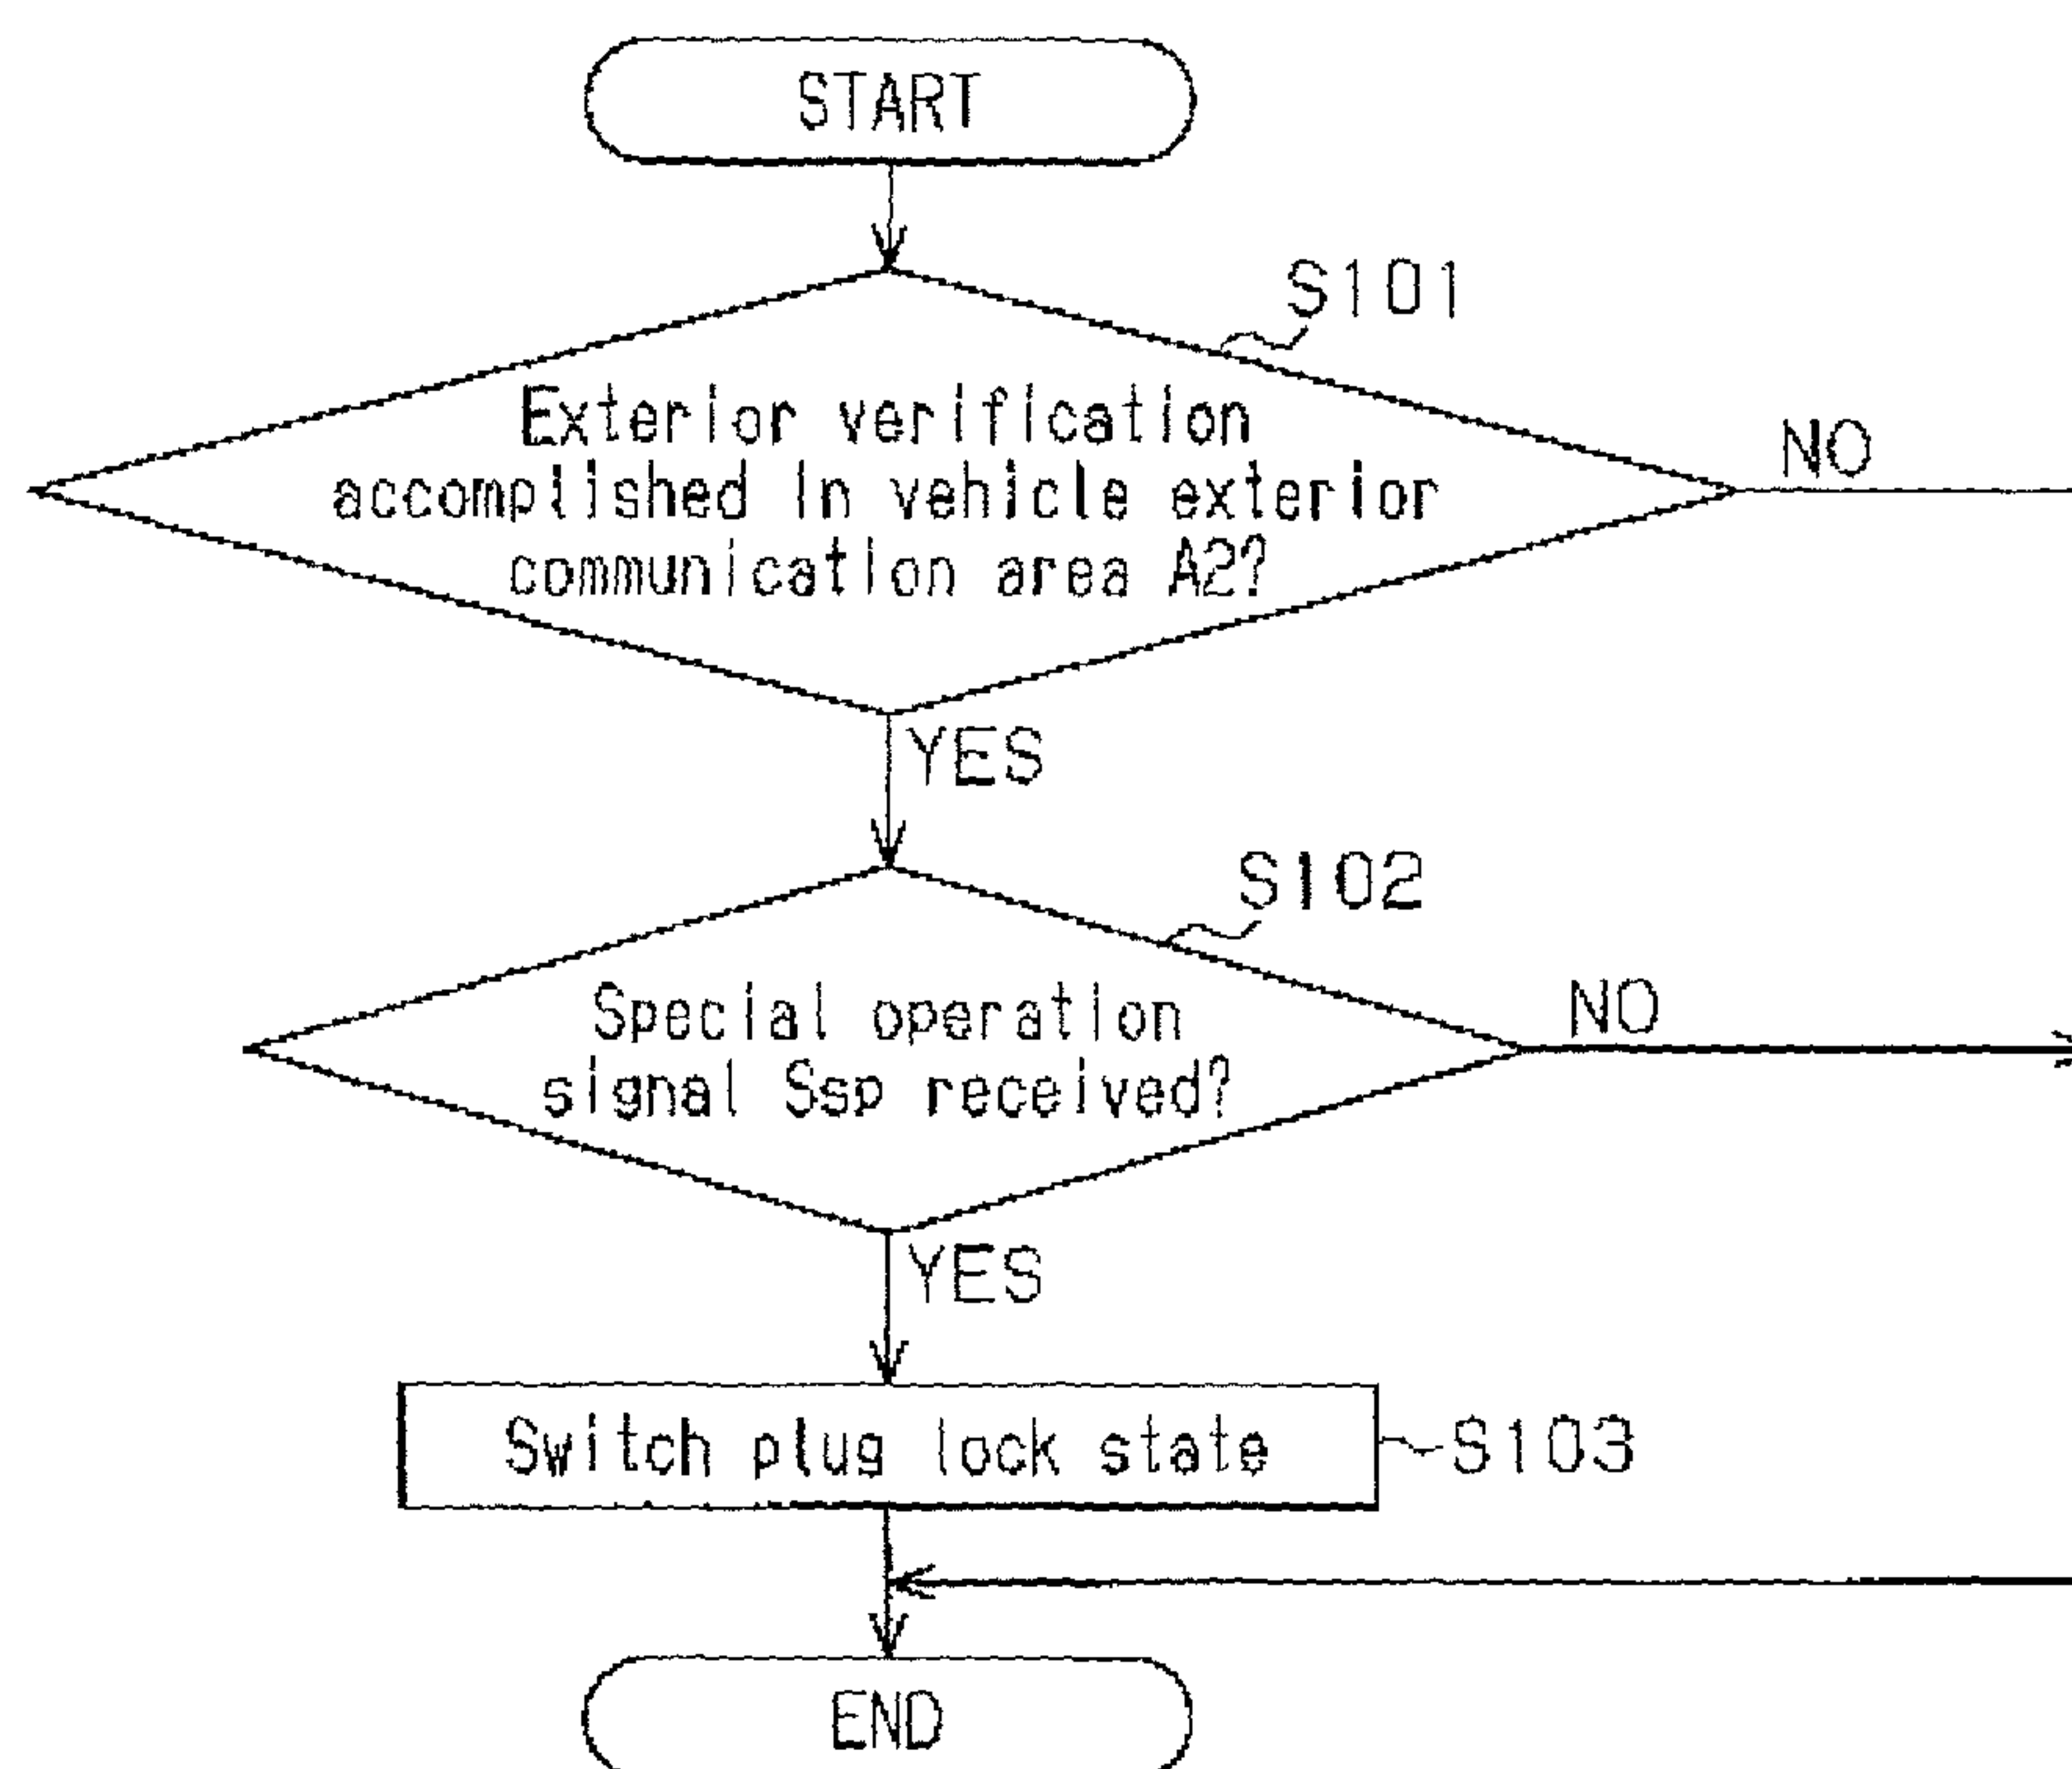 START
S101
Exterior verification
accomplished in vehicle exterior
communication area A2?
NO
YES
S102
Special operation
signal Ssp received?
NO
YES
Switch plug lock state
S103
END